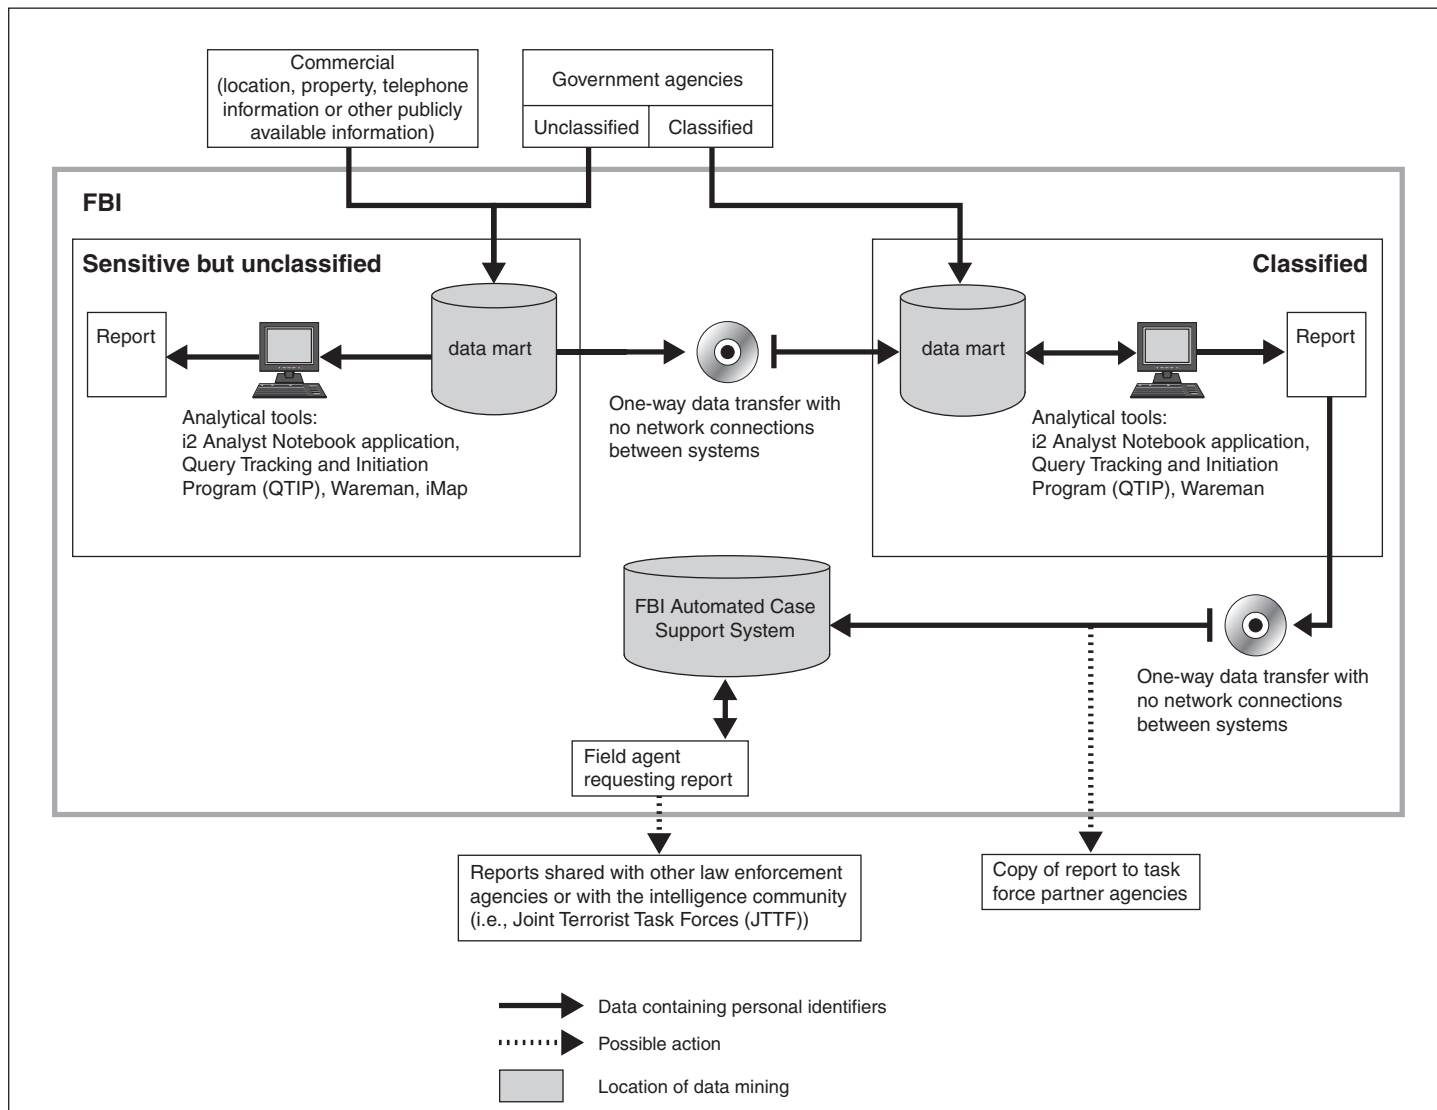 Commercial
(location, property, telephone
information or other publicly
available information)
Government agencies
Unclassified
Classified
FBI
Sensitive but unclassified
Report
data mart
Analytical tools:
i2 Analyst Notebook application,
Query Tracking and Initiation
Program (QTIP), Wareman, iMap
One-way data transfer with
no network connections
between systems
Classified
data mart
Report
Analytical tools:
i2 Analyst Notebook application,
Query Tracking and Initiation
Program (QTIP), Wareman
FBI Automated Case
Support System
One-way data transfer with
no network connections
between systems
Field agent
requesting report
Reports shared with other law enforcement
agencies or with the intelligence community
(i.e., Joint Terrorist Task Forces (JTTF))
Copy of report to task
force partner agencies
Data containing personal identifiers
Possible action
Location of data mining